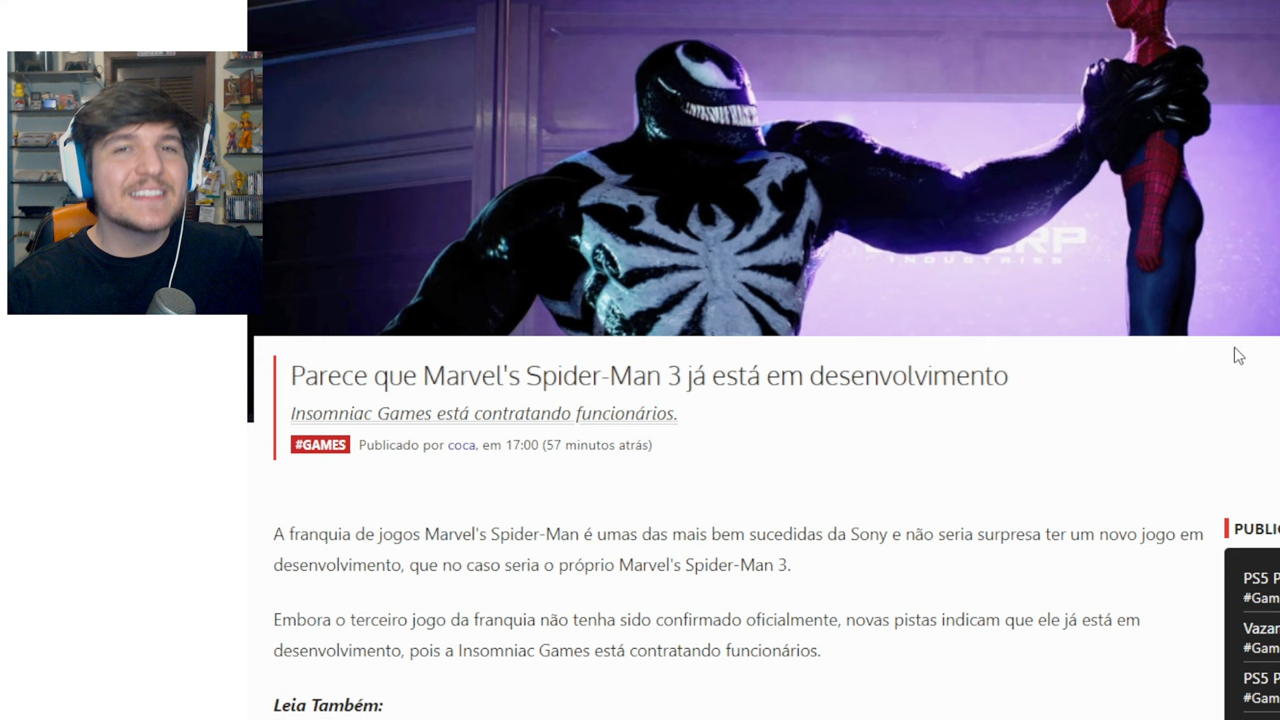 Parece que Marvel's Spider-Man 3 já está em desenvolvimento
Insomniac Games está contratando funcionários.
#GAMES Publicado por coca, em 17:00 (57 minutos atrás)
A franquia de jogos Marvel's Spider-Man é umas das mais bem sucedidas da Sony e não seria surpresa ter um novo jogo em
desenvolvimento, que no caso seria o próprio Marvel's Spider-Man 3.
Embora o terceiro jogo da franquia não tenha sido confirmado oficialmente, novas pistas indicam que ele já está em
desenvolvimento, pois a Insomniac Games está contratando funcionários.
Leia Também:
INDUSTRIES
PS5
#Gam
PS5
#Gam